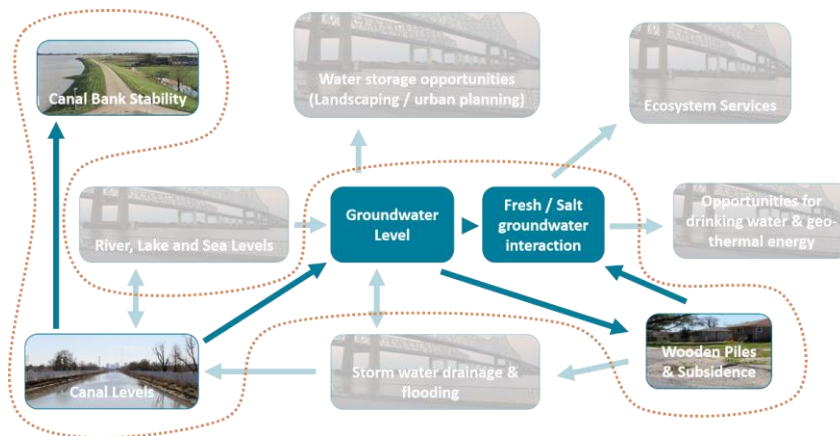 Canal Bank Stability
Water storage opportunities
(Landscaping / urban planning)
Ecosystem Services
River, Lake and Sea Levels
Groundwater
Level
Fresh / Salt
groundwater
interaction
Opportunities for
drinking water & geo-
thermal energy
Canal Levels
Storm water drainage &
flooding
Wooden Piles
& Subsidence